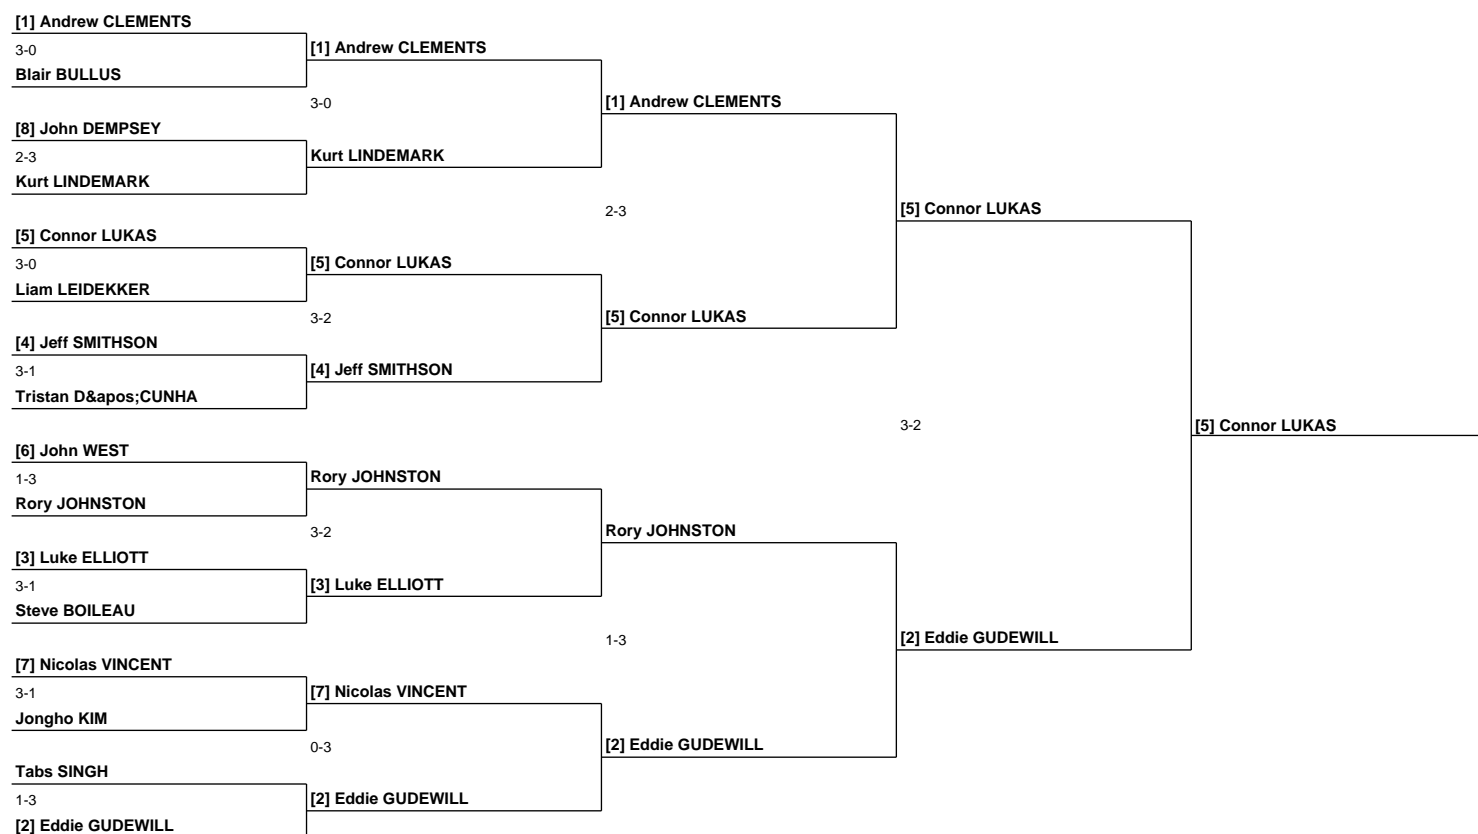 [1] Andrew CLEMENTS
3-0
Blair BULLUS
[8] John DEMPSEY
2-3
Kurt LINDEMARK
[5] Connor LUKAS
3-0
Liam LEIDEKKER
[4] Jeff SMITHSON
3-1
Tristan D&apos;CUNHA
[6] John WEST
1-3
Rory JOHNSTON
[3] Luke ELLIOTT
3-1
Steve BOILEAU
[7] Nicolas VINCENT
3-1
Jongho KIM
Tabs SINGH
1-3
[2] Eddie GUDEWILL
[1] Andrew CLEMENTS
3-0
Kurt LINDEMARK
[5] Connor LUKAS
3-2
[4] Jeff SMITHSON
Rory JOHNSTON
3-2
[3] Luke ELLIOTT
[7] Nicolas VINCENT
0-3
[2] Eddie GUDEWILL
[1] Andrew CLEMENTS
2-3
[5] Connor LUKAS
Rory JOHNSTON
1-3
[2] Eddie GUDEWILL
[5] Connor LUKAS
3-2
[2] Eddie GUDEWILL
[5] Connor LUKAS